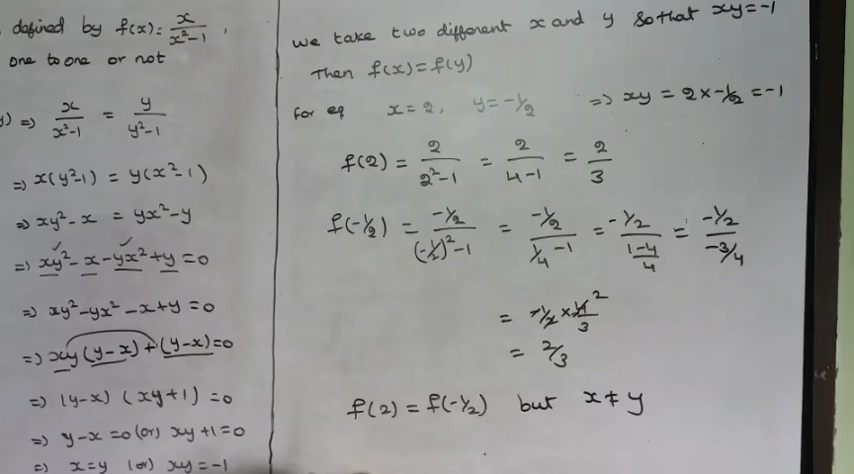 defined by f(x) = x/(x²-1),
one to one or not
y) => x/(x²-1) = y/(y²-1)
=> x(y²-1) = y(x²-1)
=> xy²-x = yx²-y
=> xy²-x-yx²+y=0
=> xy²-yx²-x+y=0
=> xy(y-x)+(y-x)=0
=> (y-x) (xy+1) =0
=> y-x =0 (or) xy+1=0
=> x=y (or) xy=-1
we take two different x and y so that xy=-1
Then f(x)=f(y)
for eg x=2, y=-1/2 => xy = 2×-1/2 =-1
f(2) = 2/(2²-1) = 2/(4-1) = 2/3
f(-1/2) = (-1/2)/((-1/2)²-1) = (-1/2)/(1/4-1) = (-1/2)/((1-4)/4) = (-1/2)/(-3/4)
= +1/2 × 4/3 2
= 2/3
f(2) = f(-1/2) but x≠y